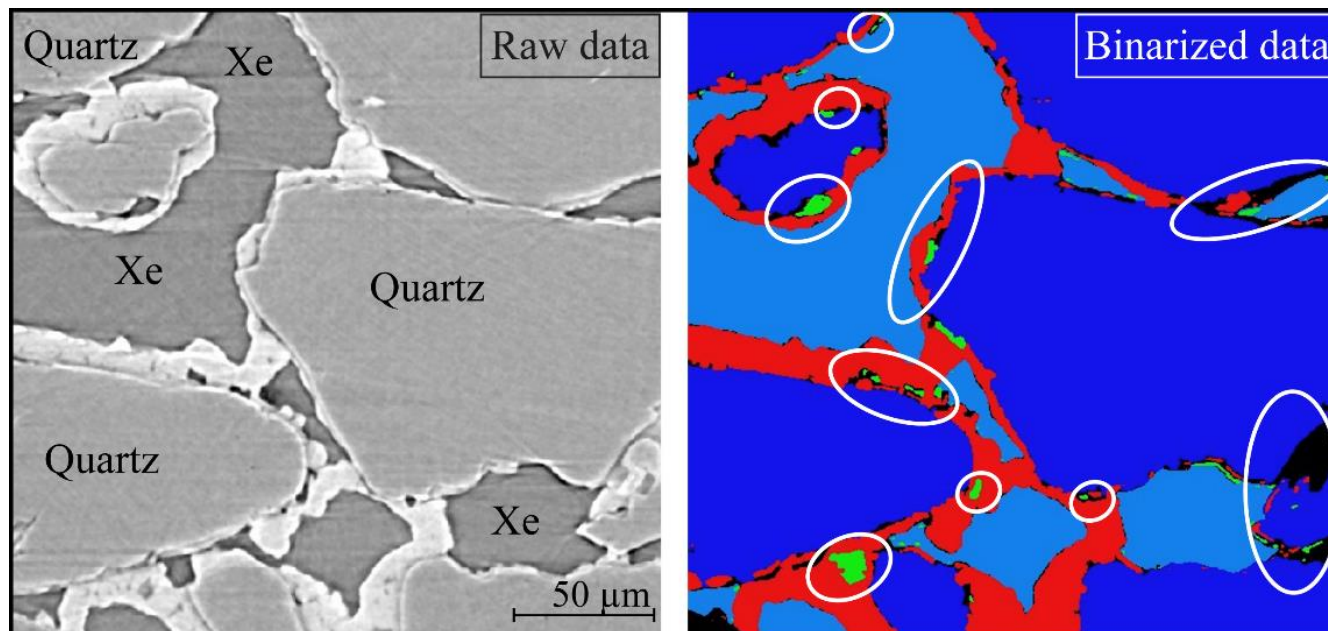 Quartz
Xe
Raw data
Binarized data
Xe
Quartz
Quartz
Xe
50 µm